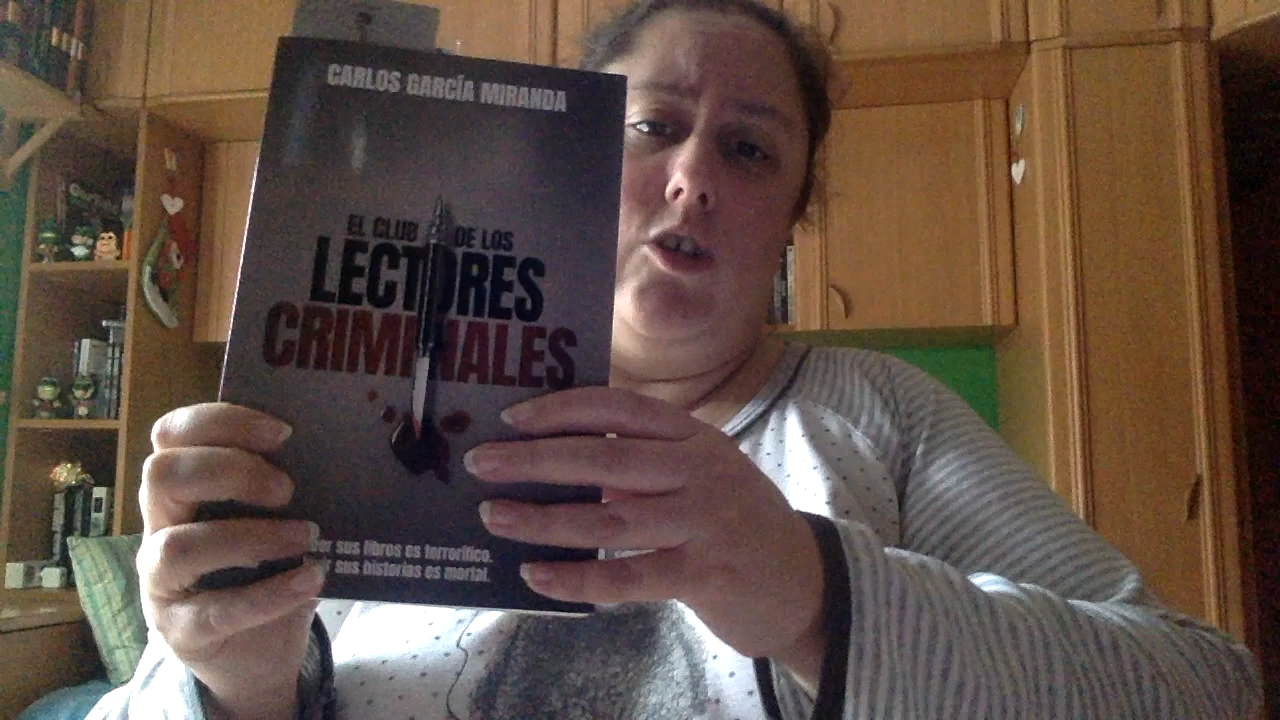 CARLOS GARCÍA MIRANDA
EL CLUB DE LOS
LECTORES
CRIMINALES
sus libros es terrorífico.
sus historias es mortal.